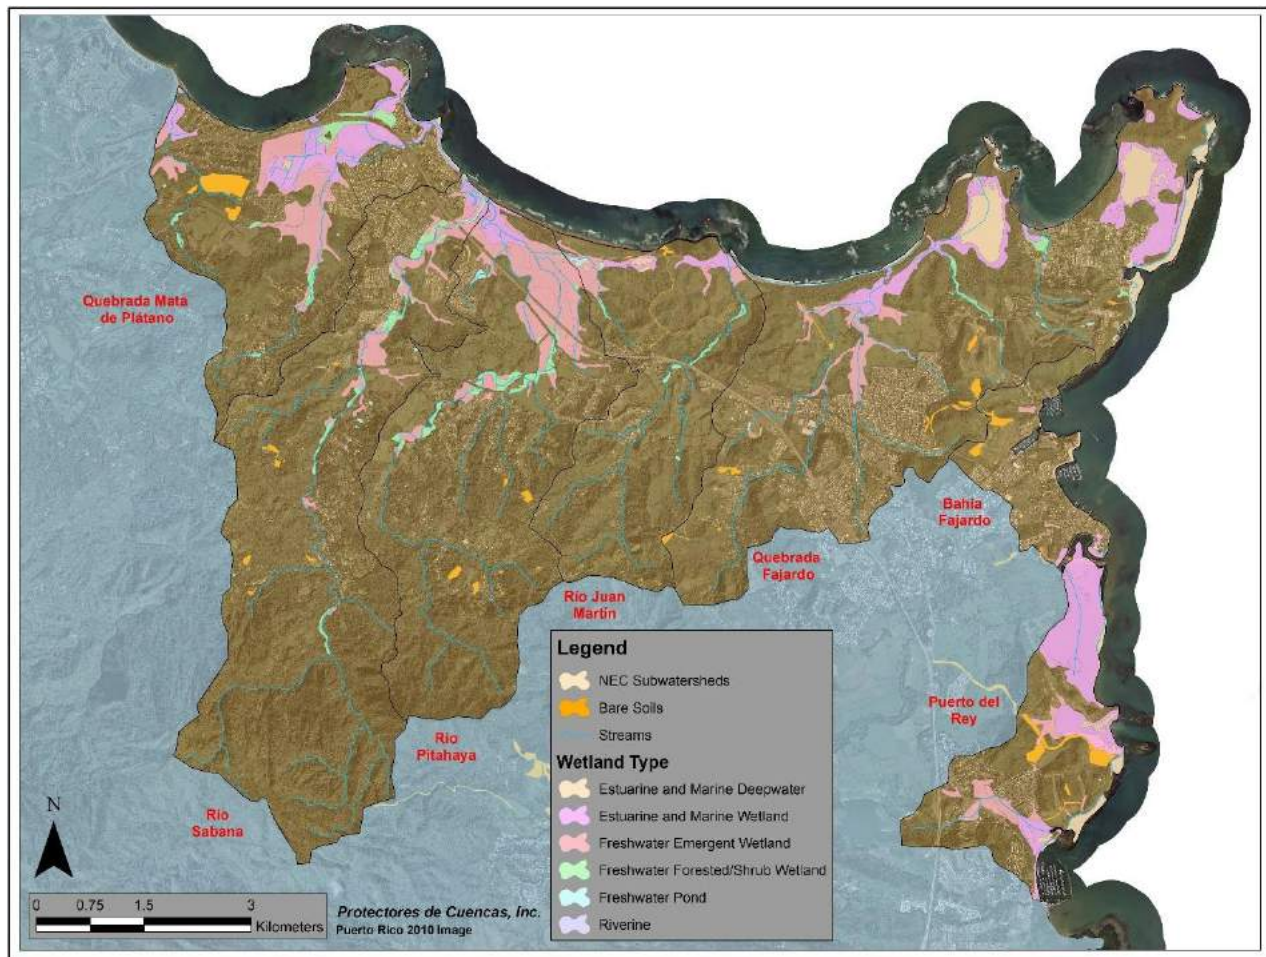 Quebrada Mata
de Plátano
Bahía
Fajardo
Quebrada
Fajardo
Río Juan
Martín
Puerto del
Rey
Río
Pitahaya
Río
Sabana
Legend
NEC Subwatersheds
Bare Soils
Streams
Wetland Type
Estuarine and Marine Deepwater
Estuarine and Marine Wetland
Freshwater Emergent Wetland
Freshwater Forested/Shrub Wetland
Freshwater Pond
Riverine
N
0 0.75 1.5 3
Kilometers
Protectores de Cuencas, Inc.
Puerto Rico 2010 Image